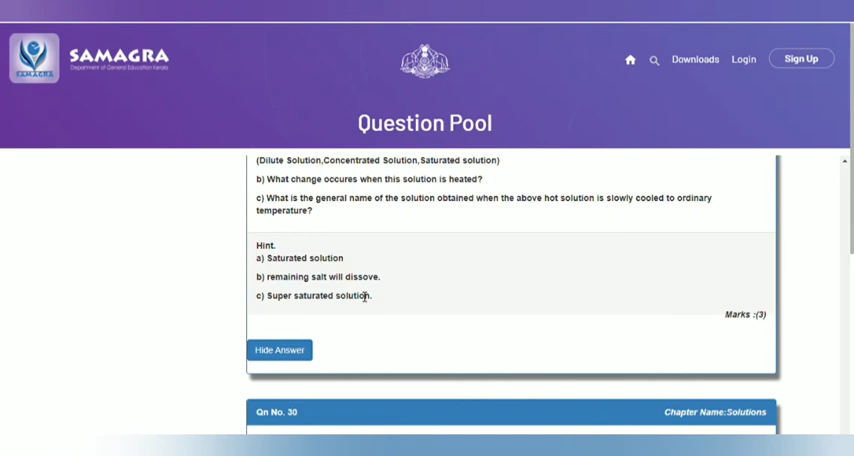 SAMAGRA
Department of General Education Kerala
SAMAGRA
Downloads
Login
Sign Up
Question Pool
(Dilute Solution,Concentrated Solution,Saturated solution)
b) What change occures when this solution is heated?
c) What is the general name of the solution obtained when the above hot solution is slowly cooled to ordinary
temperature?
Hint.
a) Saturated solution
b) remaining salt will dissove.
c) Super saturated solution.
Marks :(3)
Hide Answer
Qn No. 30
Chapter Name:Solutions